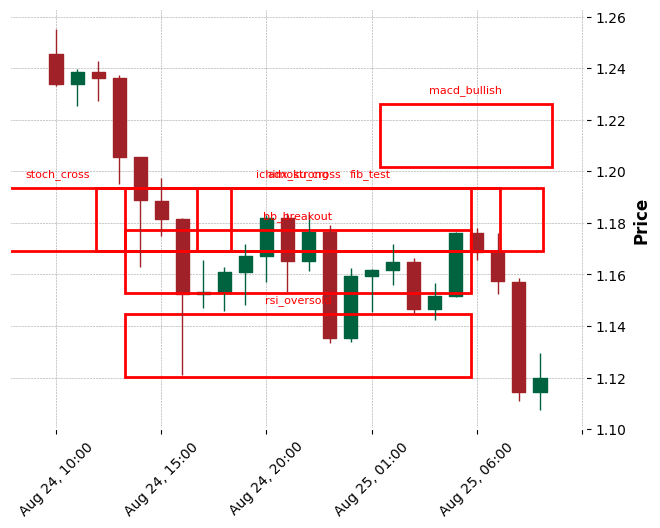 1.26
1.24
macd_bullish
1.22
1.20
stoch_cross
fib_test
bb_breakout
1.18
Price
1.16
rsi_oversold
1.14
1.12
1.10
Aug 24, 10:00
Aug 24, 15:00
Aug 24, 20:00
Aug 25, 01:00
Aug 25, 06:00